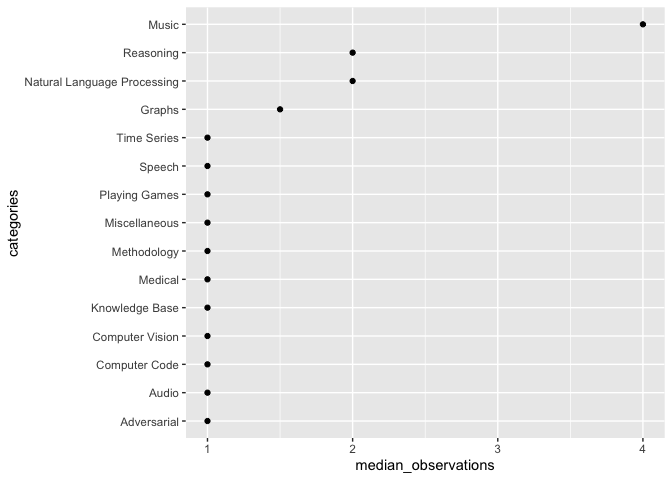 Music
Reasoning
Natural Language Processing
Graphs
Time Series
Speech
Playing Games
Miscellaneous
Methodology
Medical
Knowledge Base
Computer Vision
Computer Code
Audio
Adversarial
categories
1 2 3 4
median_observations